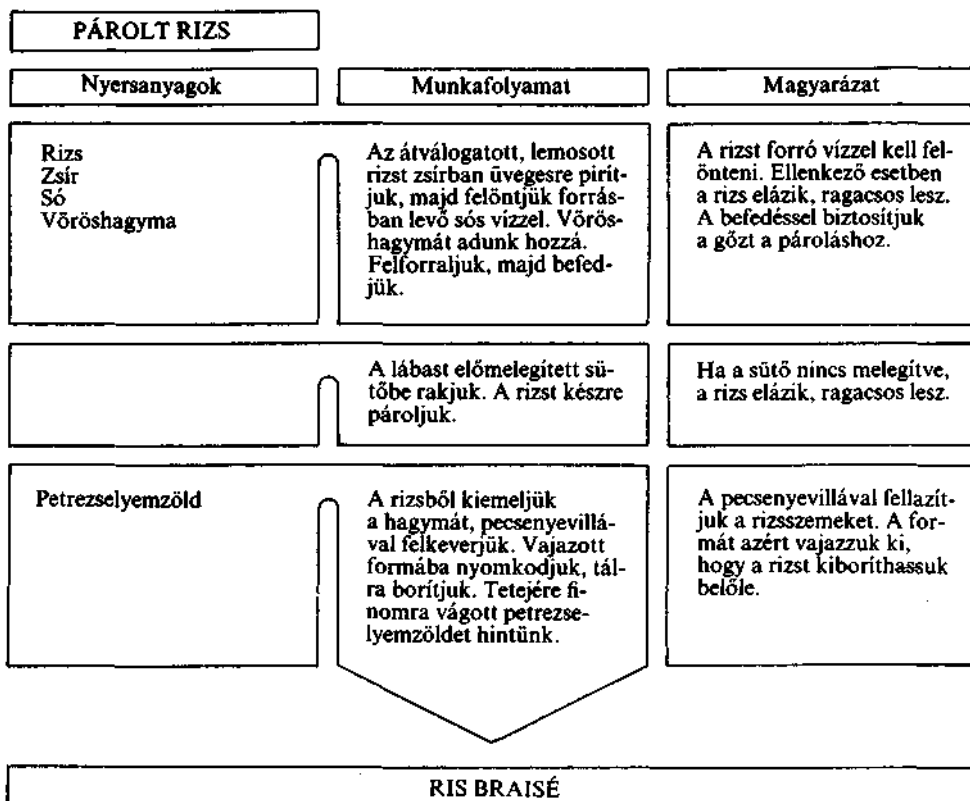 PÁROLT RIZS
Nyersanyagok
Munkafolyamat
Magyarázat
Rizs
Zsír
Só
Vöröshagyma
Az átválogatott, lemosott
rizst zsírban üvegesre pirít-
juk, majd felöntjük forrás-
ban levő sós vízzel. Vörös-
hagymát adunk hozzá.
Felforraljuk, majd befed-
jük.
A rizst forró vízzel kell fel-
önteni. Ellenkező esetben
a rizs elázik, ragacsos lesz.
A befedéssel biztosítjuk
a gőzt a pároláshoz.
A lábast előmelegített sü-
tőbe rakjuk. A rizst készre
pároljuk.
Ha a sütő nincs melegítve,
a rizs elázik, ragacsos lesz.
Petrezselyemzöld
A rizsből kiemeljük
a hagymát, pecsenyevillá-
val felkeverjük. Vajazott
formába nyomkodjuk, tál-
ra borítjuk. Tetejére fi-
nomra vágott petrezse-
lyemzöldet hintünk.
A pecsenyevillával fellazít-
juk a rizsszemeket. A for-
mát azért vajazzuk ki,
hogy a rizst kiboríthassuk
belőle.
RIS BRAISÉ